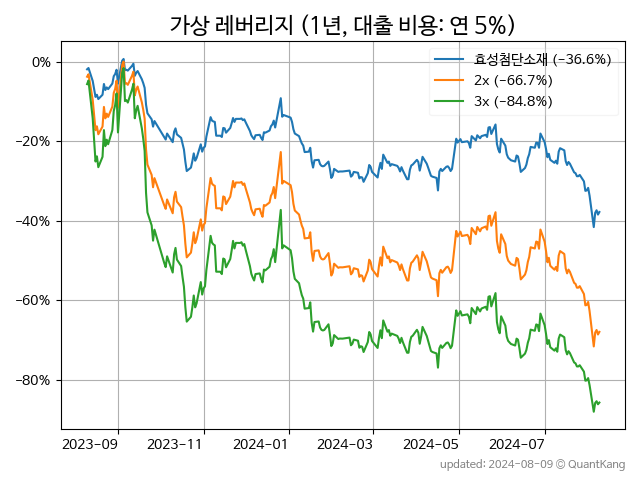 가상 레버리지 (1년, 대출 비용: 연 5%)
효성첨단소재 (−36.6%)
2x (−66.7%)
3x (−84.8%)
0%
−20%
−40%
−60%
−80%
2023-09 2023-11 2024-01 2024-03 2024-05 2024-07
updated: 2024-08-09 © QuantKang